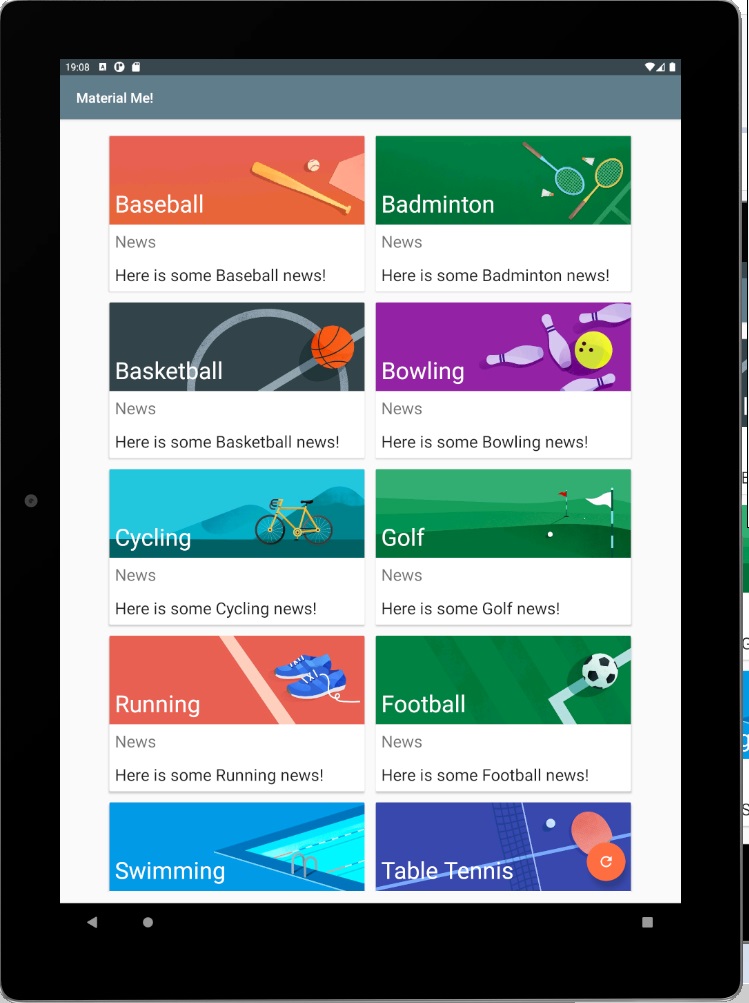 19:08
Material Me!
Baseball
News
Here is some Baseball news!
Badminton
News
Here is some Badminton news!
Basketball
News
Here is some Basketball news!
Bowling
News
Here is some Bowling news!
Cycling
News
Here is some Cycling news!
Golf
News
Here is some Golf news!
Running
News
Here is some Running news!
Football
News
Here is some Football news!
Swimming
Table Tennis